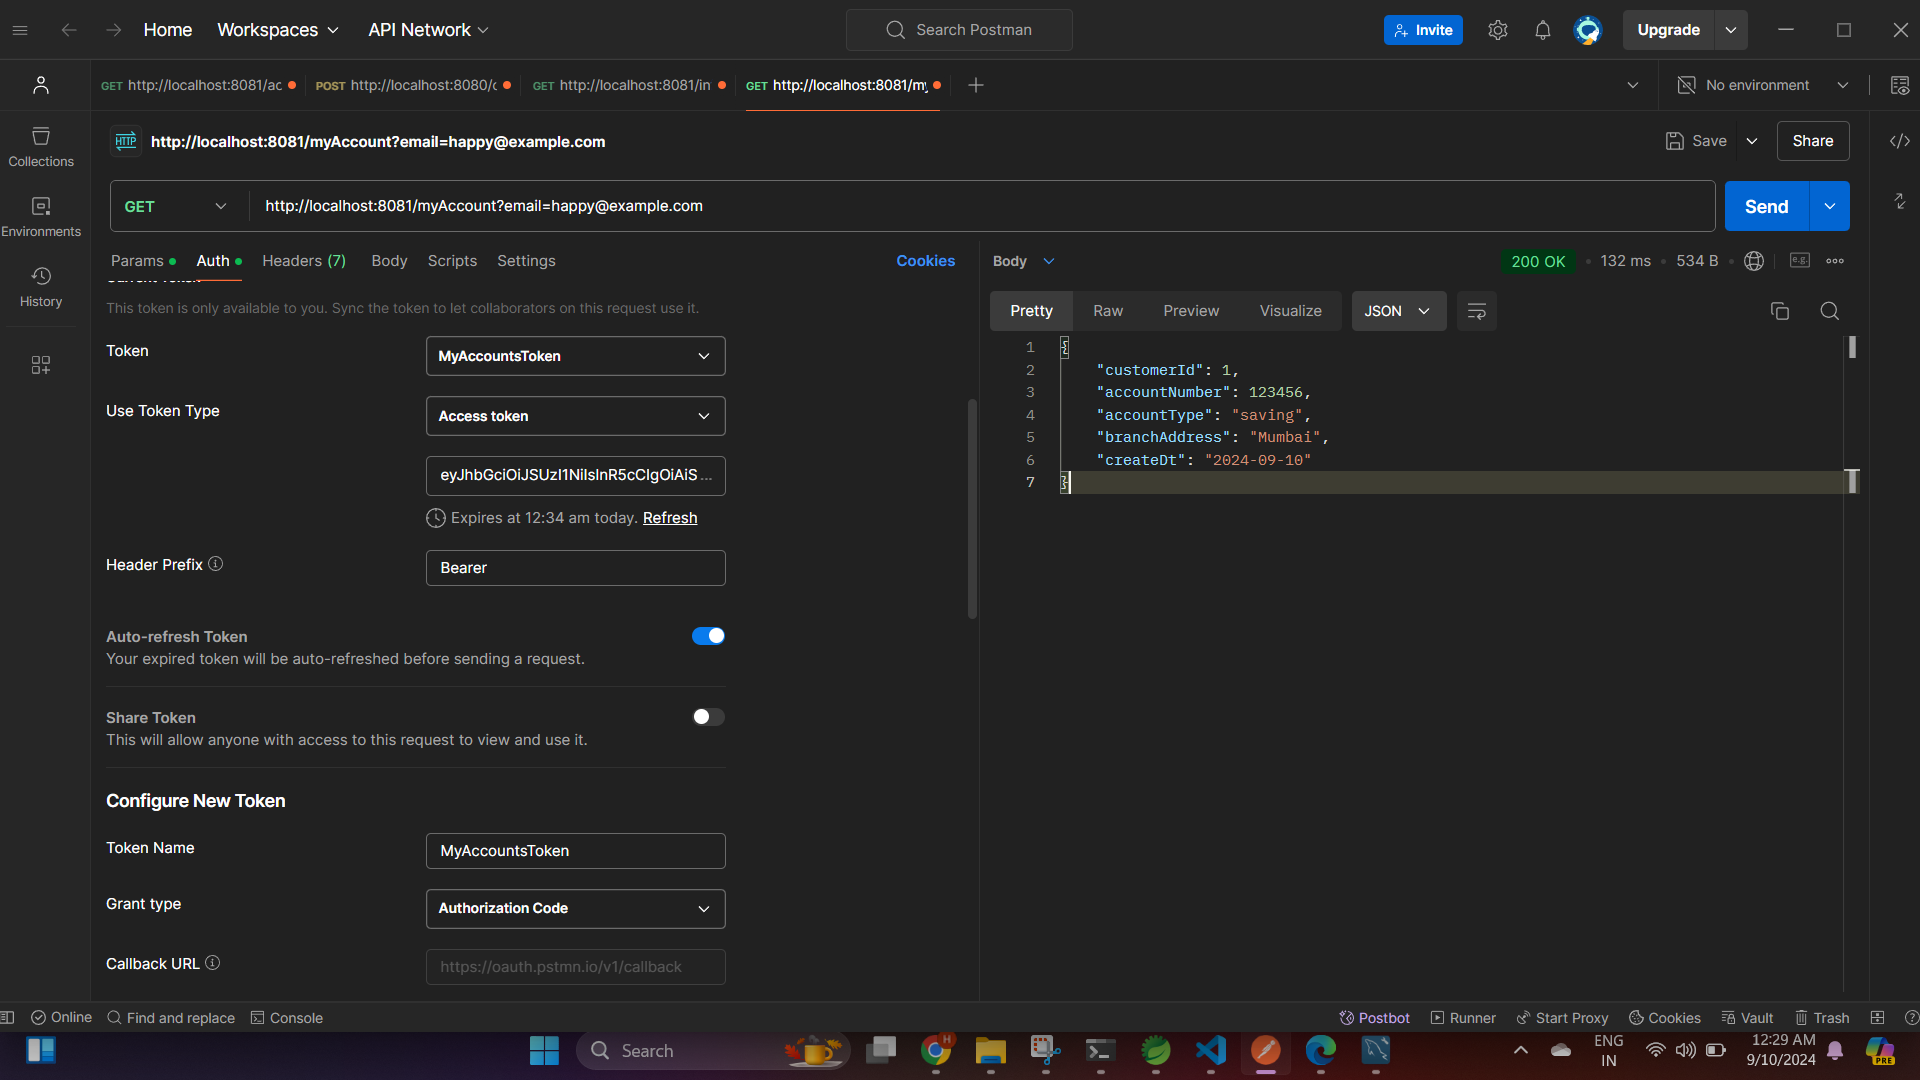 Home Workspaces API Network Search Postman Invite Upgrade
GET http://localhost:8081/ac POST http://localhost:8080/c GET http://localhost:8081/in GET http://localhost:8081/my No environment
HTTP http://localhost:8081/myAccount?email=happy@example.com Save Share
Collections
GET http://localhost:8081/myAccount?email=happy@example.com Send
Environments
Params Auth Headers (7) Body Scripts Settings Cookies
Body 200 OK 132 ms 534 B e.g.
History
This token is only available to you. Sync the token to let collaborators on this request use it.
Pretty Raw Preview Visualize JSON
Token MyAccountsToken
Use Token Type Access token
eyJhbGciOiJSUzI1NiIsInR5cCIgOiAiS ...
Expires at 12:34 am today. Refresh
Header Prefix Bearer
Auto-refresh Token
Your expired token will be auto-refreshed before sending a request.
Share Token
This will allow anyone with access to this request to view and use it.
Configure New Token
Token Name MyAccountsToken
Grant type Authorization Code
Callback URL https://oauth.pstmn.io/v1/callback
1 {
2 "customerId": 1,
3 "accountNumber": 123456,
4 "accountType": "saving",
5 "branchAddress": "Mumbai",
6 "createDt": "2024-09-10"
7 }
Online Find and replace Console Postbot Runner Start Proxy Cookies Vault Trash
Search H ENG
IN
12:29 AM
9/10/2024
PRE